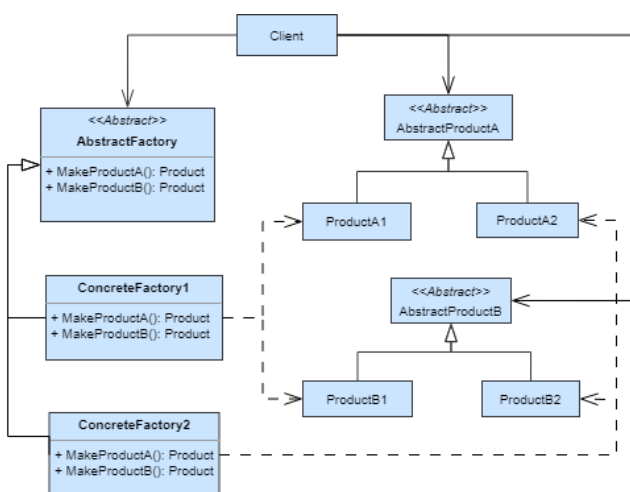 Client
<<Abstract>>
AbstractFactory
+ MakeProductA(): Product
+ MakeProductB(): Product
<<Abstract>>
AbstractProductA
ProductA1
ProductA2
ConcreteFactory1
+ MakeProductA(): Product
+ MakeProductB(): Product
<<Abstract>>
AbstractProductB
ProductB1
ProductB2
ConcreteFactory2
+ MakeProductA(): Product
+ MakeProductB(): Product